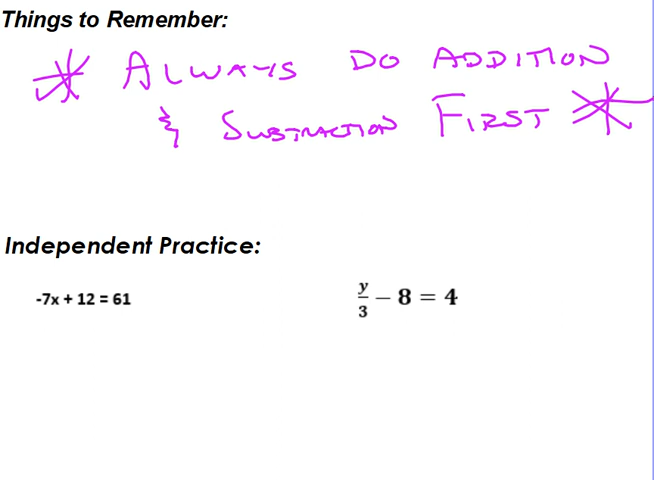 Things to Remember:
* ALWAYS DO ADDITION
& SUBTRACTION FIRST *
Independent Practice:
-7x + 12 = 61
y/3 − 8 = 4